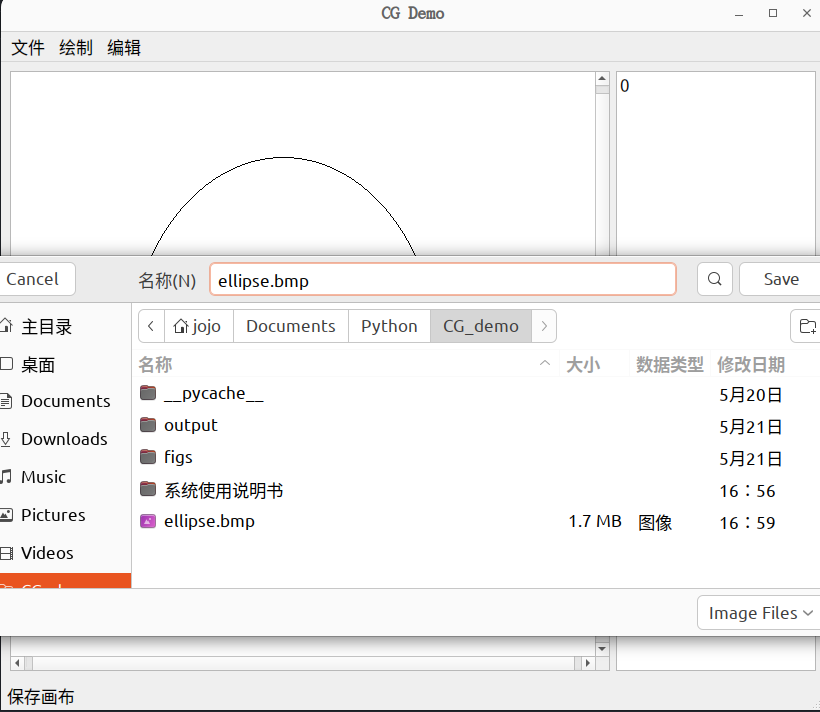 CG Demo
文件 绘制 编辑
0
Cancel 名称(N) ellipse.bmp Save
jojo Documents Python CG_demo
主目录
桌面
Documents
Downloads
Music
Pictures
Videos
名称 大小 数据类型 修改日期
__pycache__ 5月20日
output 5月21日
figs 5月21日
系统使用说明书 16：56
ellipse.bmp 1.7 MB 图像 16：59
Image Files
保存画布